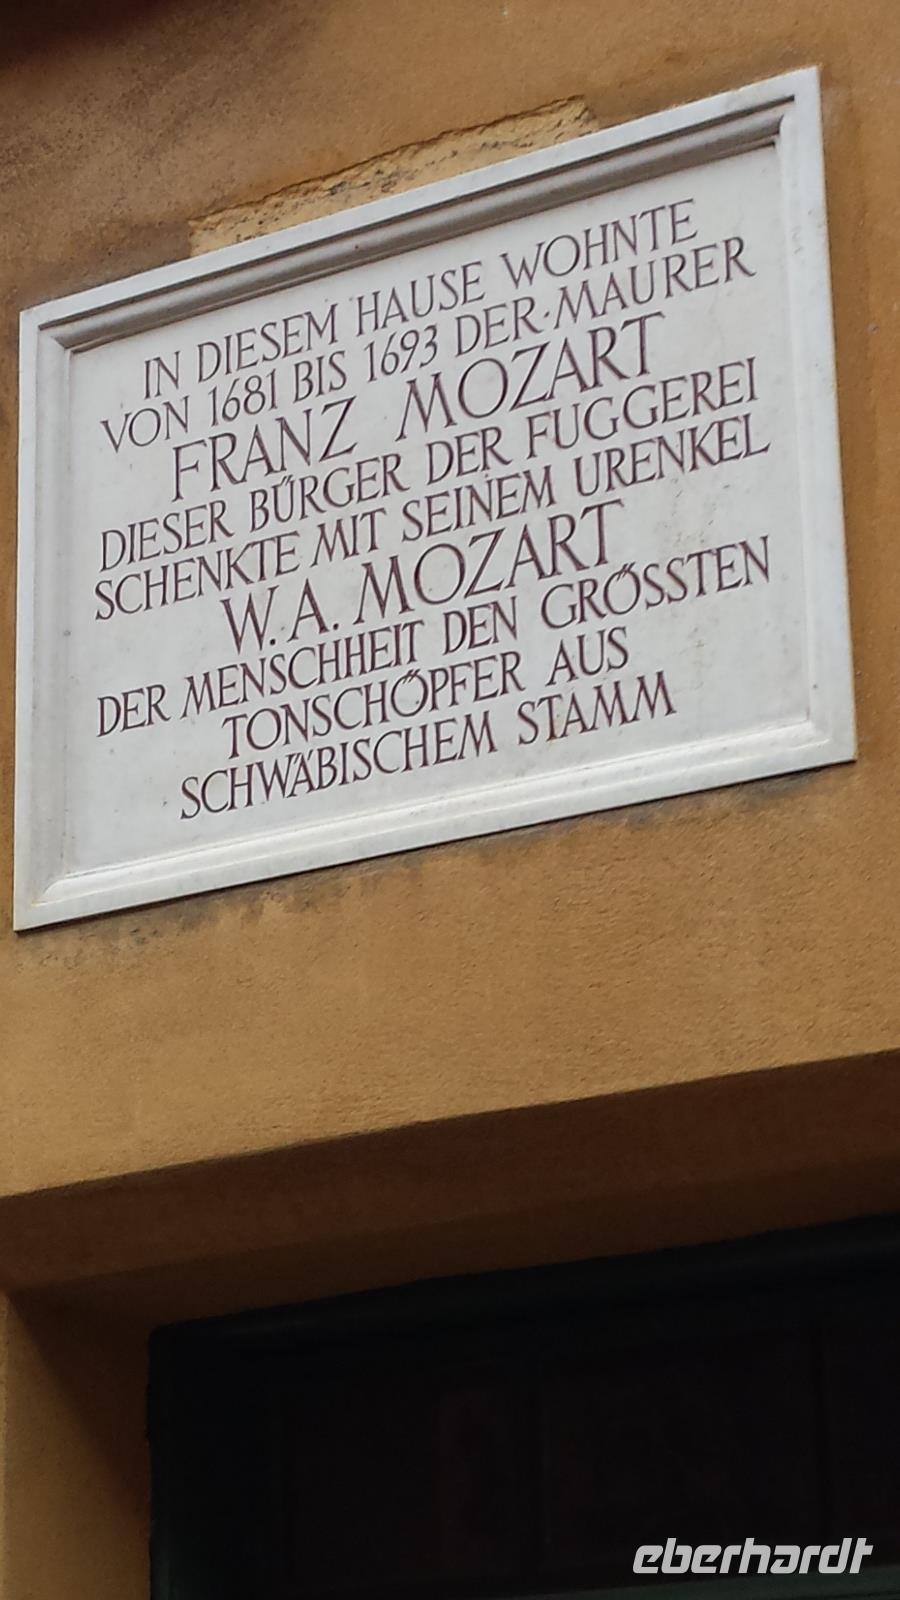 IN DIESEM HAUSE WOHNTE
VON 1681 BIS 1693 DER·MAURER
FRANZ MOZART
DIESER BÜRGER DER FUGGEREI
SCHENKTE MIT SEINEM URENKEL
W. A. MOZART
DER MENSCHHEIT DEN GRÖSSTEN
TONSCHÖPFER AUS
SCHWÄBISCHEM STAMM
eberhardt